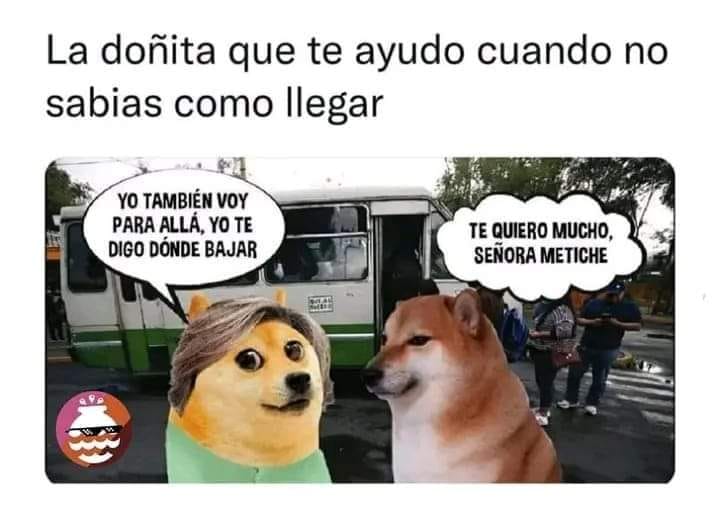 La doñita que te ayudo cuando no
sabias como llegar
YO TAMBIÉN VOY
PARA ALLÁ, YO TE
DIGO DÓNDE BAJAR
TE QUIERO MUCHO,
SEÑORA METICHE